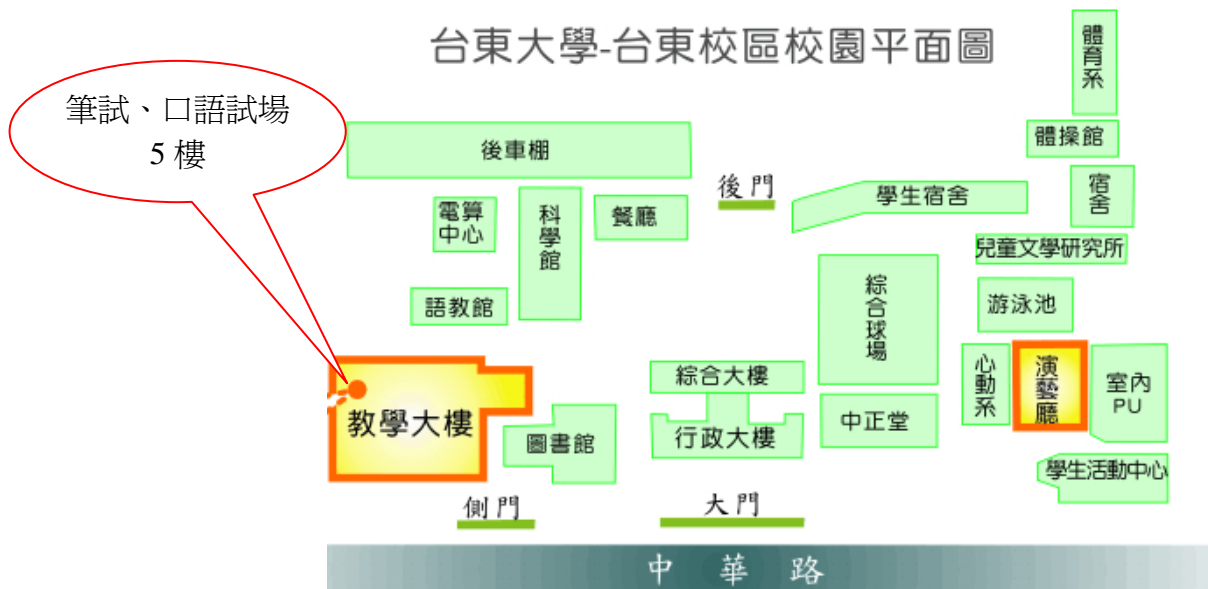 台東大學-台東校區校園平面圖
筆試、口語試場
5 樓
體育系
體操館
後車棚
後門
學生宿舍
宿舍
電算
中心
科學館
餐廳
兒童文學研究所
語教館
綜合球場
游泳池
綜合大樓
心動系
演藝廳
室內
PU
教學大樓
圖書館
行政大樓
中正堂
學生活動中心
側門
大門
中華路